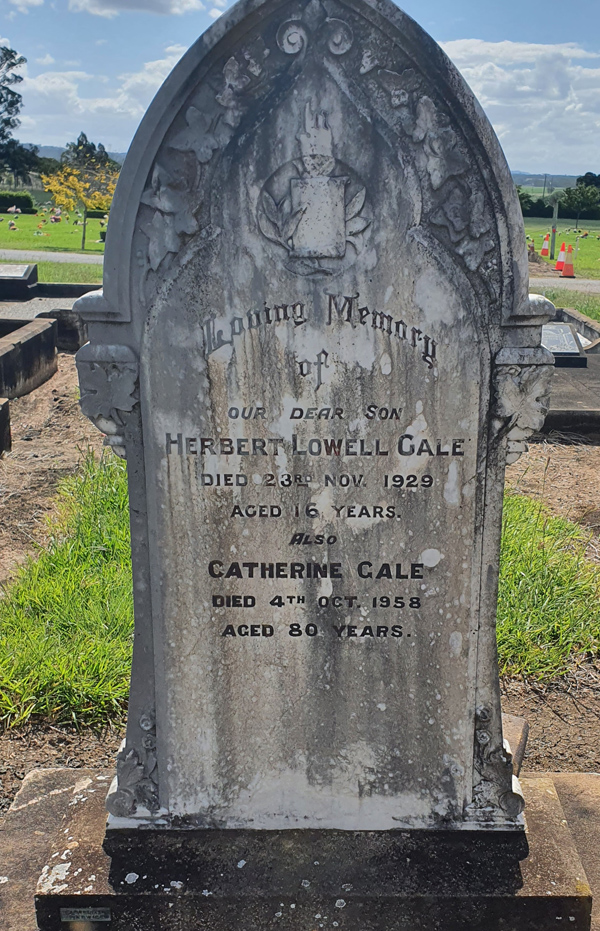 Loving Memory
of
OUR DEAR SON
HERBERT LOWELL GALE
DIED 23RD NOV. 1929
AGED 16 YEARS.
ALSO
CATHERINE GALE
DIED 4TH OCT. 1958
AGED 80 YEARS.